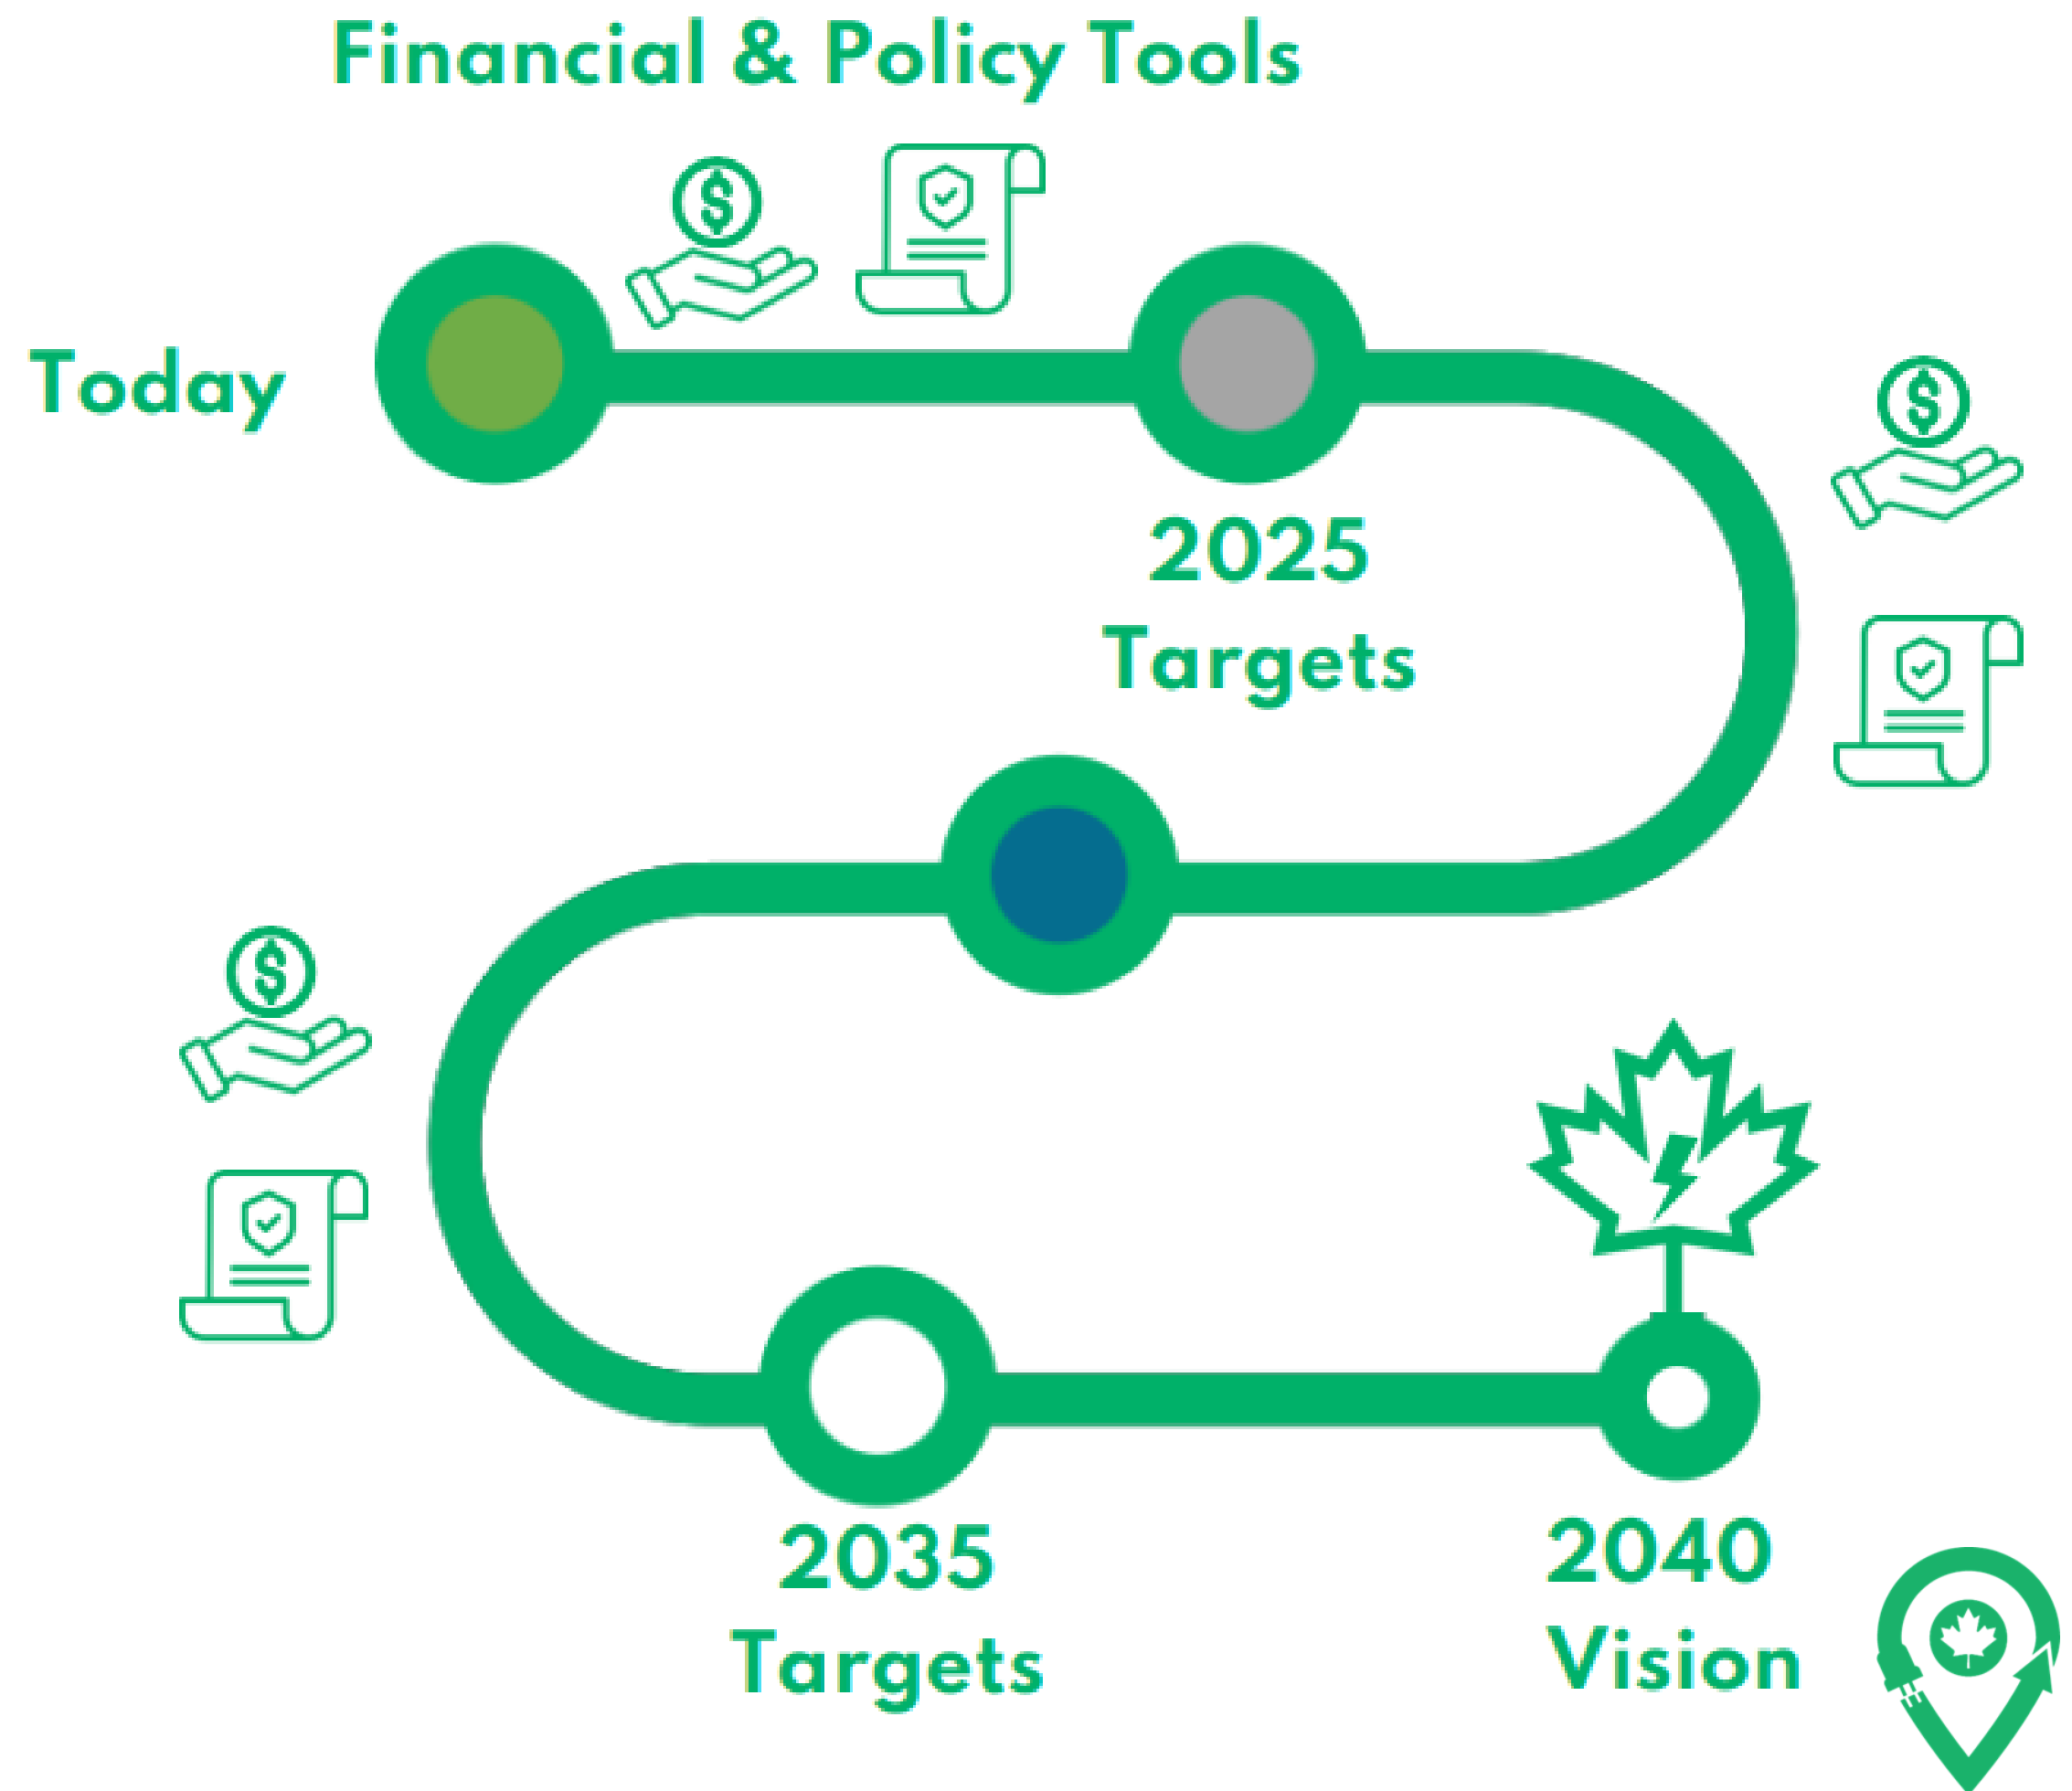 Financial & Policy Tools
$
$
Today
2025
Targets
$
2035
Targets
2040
Vision